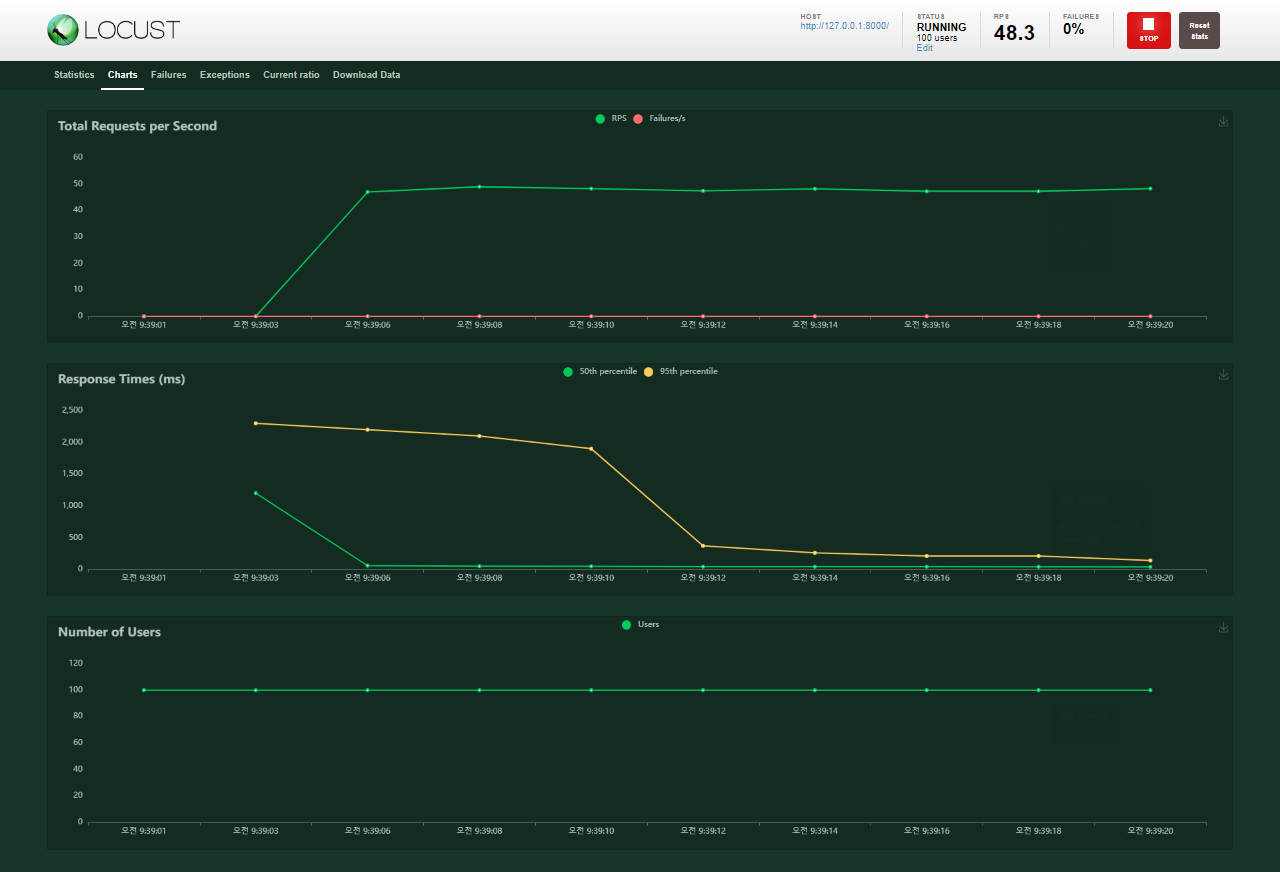 LOCUST
HOST
http://127.0.0.1:8000/
STATUS
RUNNING
100 users
Edit
RPS
48.3
FAILURES
0%
STOP
Reset
Stats
Statistics Charts Failures Exceptions Current ratio Download Data
Total Requests per Second
RPS Failures/s
60
50
40
30
20
10
0
오전 9:39:01 오전 9:39:03 오전 9:39:06 오전 9:39:08 오전 9:39:10 오전 9:39:12 오전 9:39:14 오전 9:39:16 오전 9:39:18 오전 9:39:20
Response Times (ms)
50th percentile 95th percentile
2,500
2,000
1,500
1,000
500
0
오전 9:39:01 오전 9:39:03 오전 9:39:06 오전 9:39:08 오전 9:39:10 오전 9:39:12 오전 9:39:14 오전 9:39:16 오전 9:39:18 오전 9:39:20
Number of Users
Users
120
100
80
60
40
20
0
오전 9:39:01 오전 9:39:03 오전 9:39:06 오전 9:39:08 오전 9:39:10 오전 9:39:12 오전 9:39:14 오전 9:39:16 오전 9:39:18 오전 9:39:20